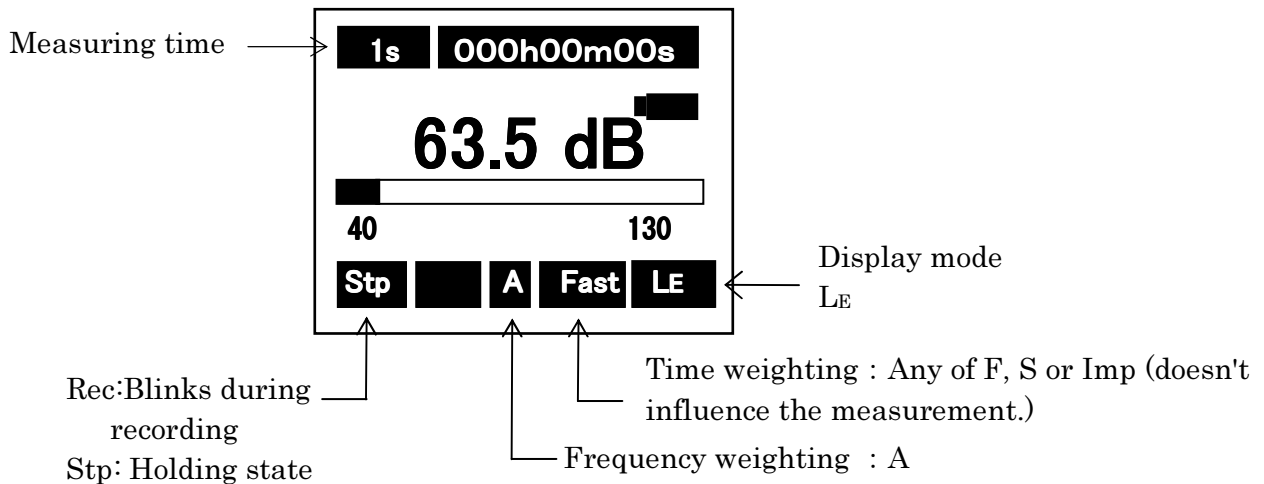 Measuring time
1s 000h00m00s
63.5 dB
40 130
Stp A Fast LE
Display mode
LE
Time weighting : Any of F, S or Imp (doesn't
influence the measurement.)
Rec:Blinks during
recording
Stp: Holding state
Frequency weighting : A